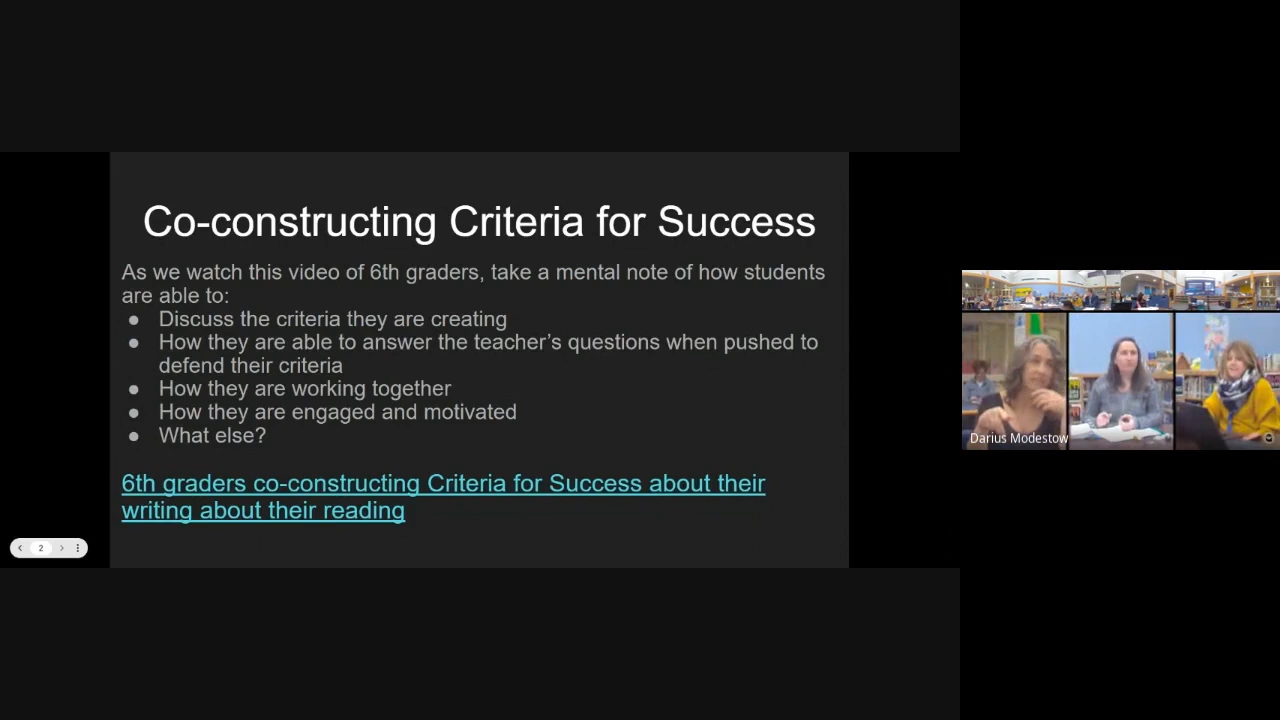 Co-constructing Criteria for Success
As we watch this video of 6th graders, take a mental note of how students
are able to:
● Discuss the criteria they are creating
● How they are able to answer the teacher’s questions when pushed to
defend their criteria
● How they are working together
● How they are engaged and motivated
● What else?
6th graders co-constructing Criteria for Success about their
writing about their reading
2
Darius Modestow